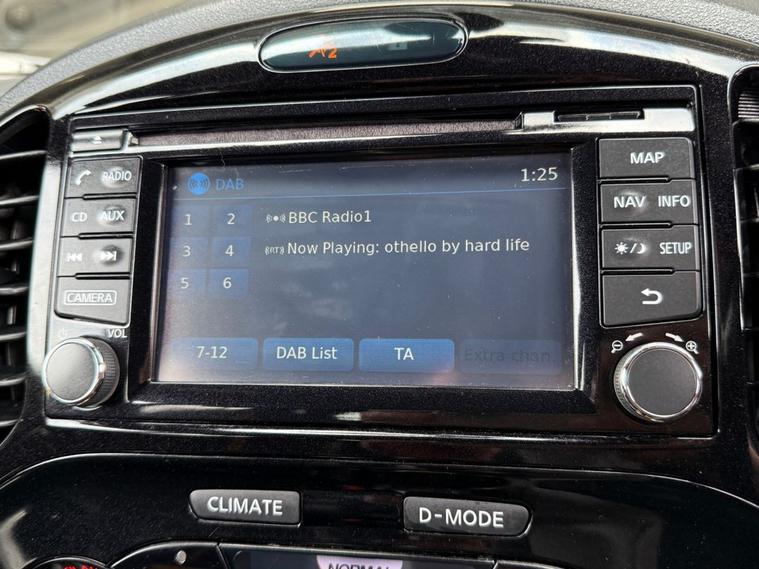 RADIO
CD AUX
CAMERA
VOL
DAB
1:25
1 2
3 4
5 6
BBC Radio1
Now Playing: othello by hard life
7-12
DAB List
TA
Extra chan
MAP
NAV INFO
SETUP
CLIMATE
D-MODE
NORMAL